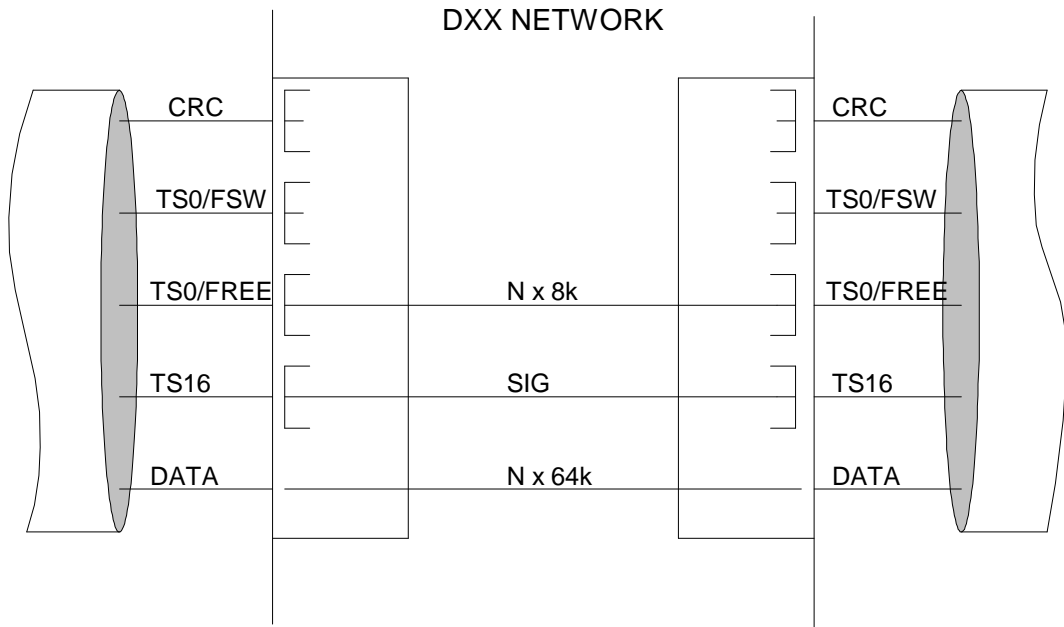 DXX NETWORK
CRC
CRC
TS0/FSW
TS0/FSW
TS0/FREE
N x 8k
TS0/FREE
TS16
SIG
TS16
DATA
N x 64k
DATA